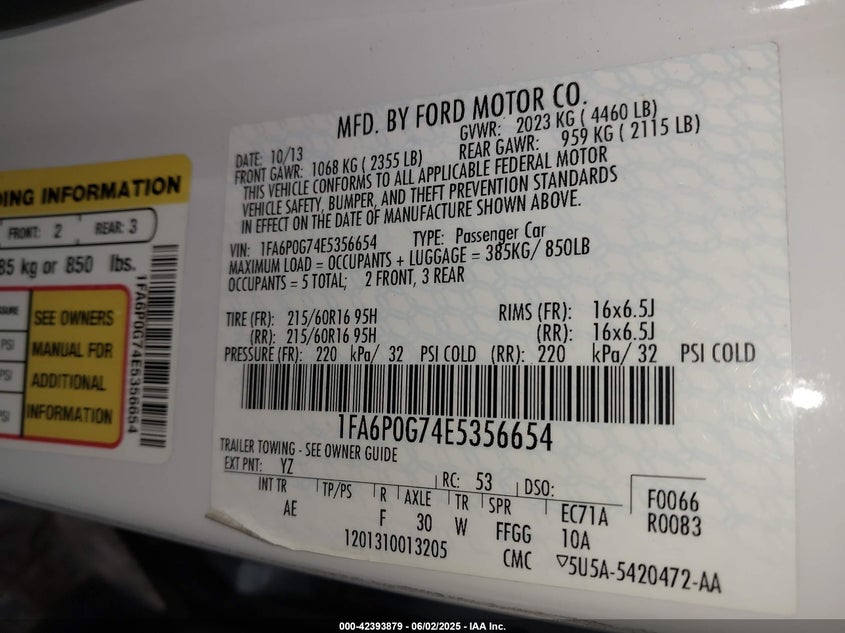 DING INFORMATION
FRONT: 2 REAR: 3
85 kg or 850 lbs.
SSURE
PSI
PSI
PSI
SEE OWNERS
MANUAL FOR
ADDITIONAL
INFORMATION
1FA6P0G74E5356654
MFD. BY FORD MOTOR CO.
DATE: 10/13 GVWR: 2023 KG ( 4460 LB)
FRONT GAWR: 1068 KG ( 2355 LB) REAR GAWR: 959 KG ( 2115 LB)
THIS VEHICLE CONFORMS TO ALL APPLICABLE FEDERAL MOTOR
VEHICLE SAFETY, BUMPER, AND THEFT PREVENTION STANDARDS
IN EFFECT ON THE DATE OF MANUFACTURE SHOWN ABOVE.
VIN: 1FA6P0G74E5356654 TYPE: Passenger Car
MAXIMUM LOAD = OCCUPANTS + LUGGAGE = 385KG/ 850LB
OCCUPANTS = 5 TOTAL; 2 FRONT, 3 REAR
TIRE (FR): 215/60R16 95H RIMS (FR): 16x6.5J
(RR): 215/60R16 95H (RR): 16x6.5J
PRESSURE (FR): 220 kPa/ 32 PSI COLD (RR): 220 kPa/ 32 PSI COLD
1FA6P0G74E5356654
TRAILER TOWING - SEE OWNER GUIDE
EXT PNT: YZ RC: 53 DSO: F0066
INT TR TP/PS R AXLE TR SPR EC71A R0083
AE F 30 W FFGG 10A
1201310013205 CMC ▽5U5A-5420472-AA
000-42393879 - 06/02/2025 - IAA Inc.